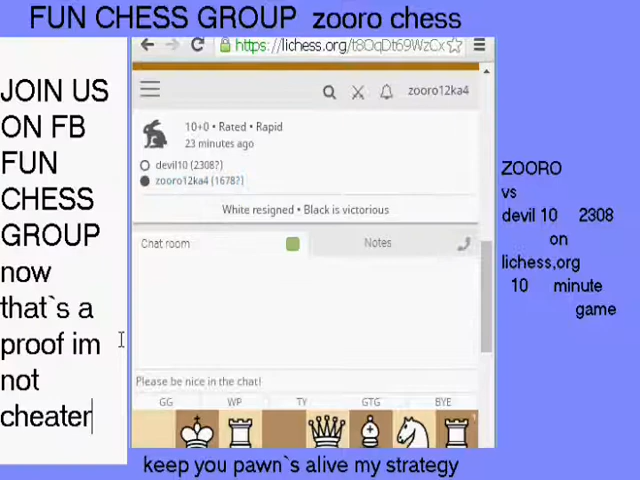 FUN CHESS GROUP zooro chess
https://lichess.org/t8OqDt69WzCx
zooro12ka4
JOIN US
ON FB
FUN
CHESS
GROUP
now
that`s a
proof im
not
cheater
10+0 • Rated • Rapid
23 minutes ago
devil10 (2308?)
zooro12ka4 (1678?)
White resigned • Black is victorious
Chat room
Notes
Please be nice in the chat!
GG WP TY GTG BYE
ZOORO
vs
devil 10 2308
on
lichess,org
10 minute
game
keep you pawn`s alive my strategy